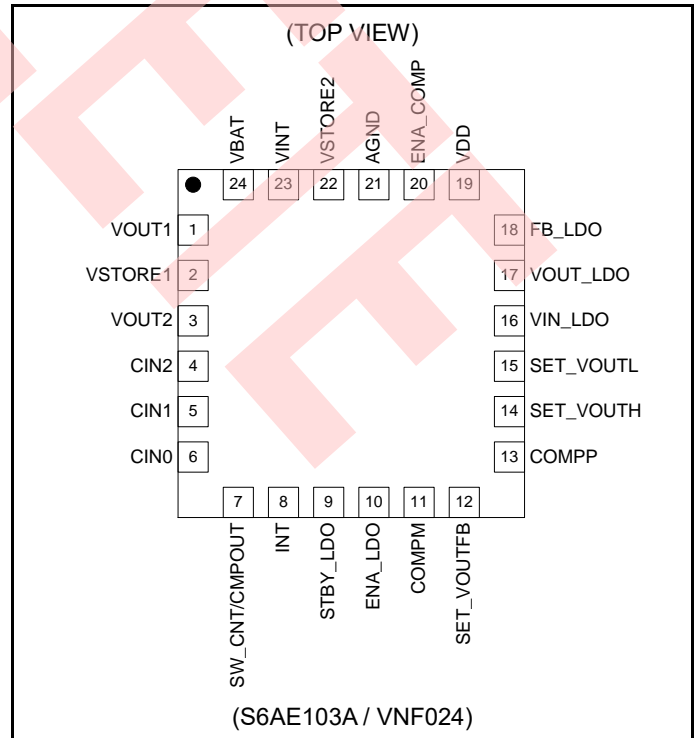 (TOP VIEW)
VBAT
VINT
VSTORE2
AGND
ENA_COMP
VDD
24 23 22 21 20 19
VOUT1 1
18 FB_LDO
VSTORE1 2
17 VOUT_LDO
VOUT2 3
16 VIN_LDO
CIN2 4
15 SET_VOUTL
CIN1 5
14 SET_VOUTH
CIN0 6
13 COMPP
7 8 9 10 11 12
SW_CNT/CMPOUT
INT
STBY_LDO
ENA_LDO
COMPM
SET_VOUTFB
(S6AE103A / VNF024)